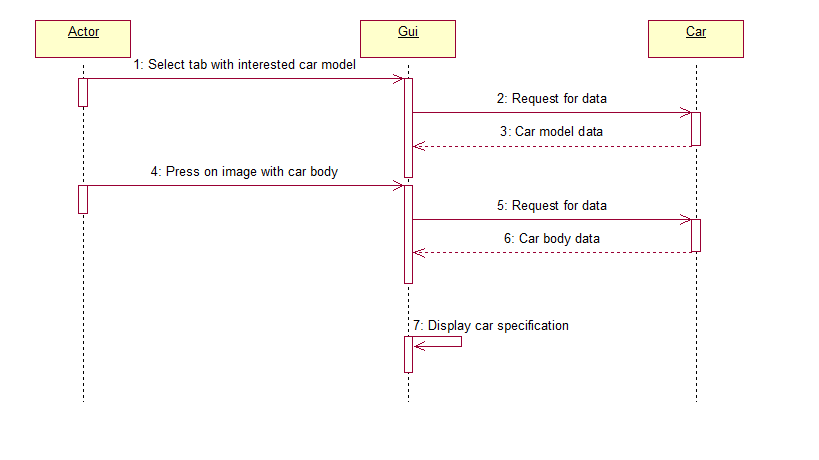 Actor
Gui
Car
1: Select tab with interested car model
2: Request for data
3: Car model data
4: Press on image with car body
5: Request for data
6: Car body data
7: Display car specification